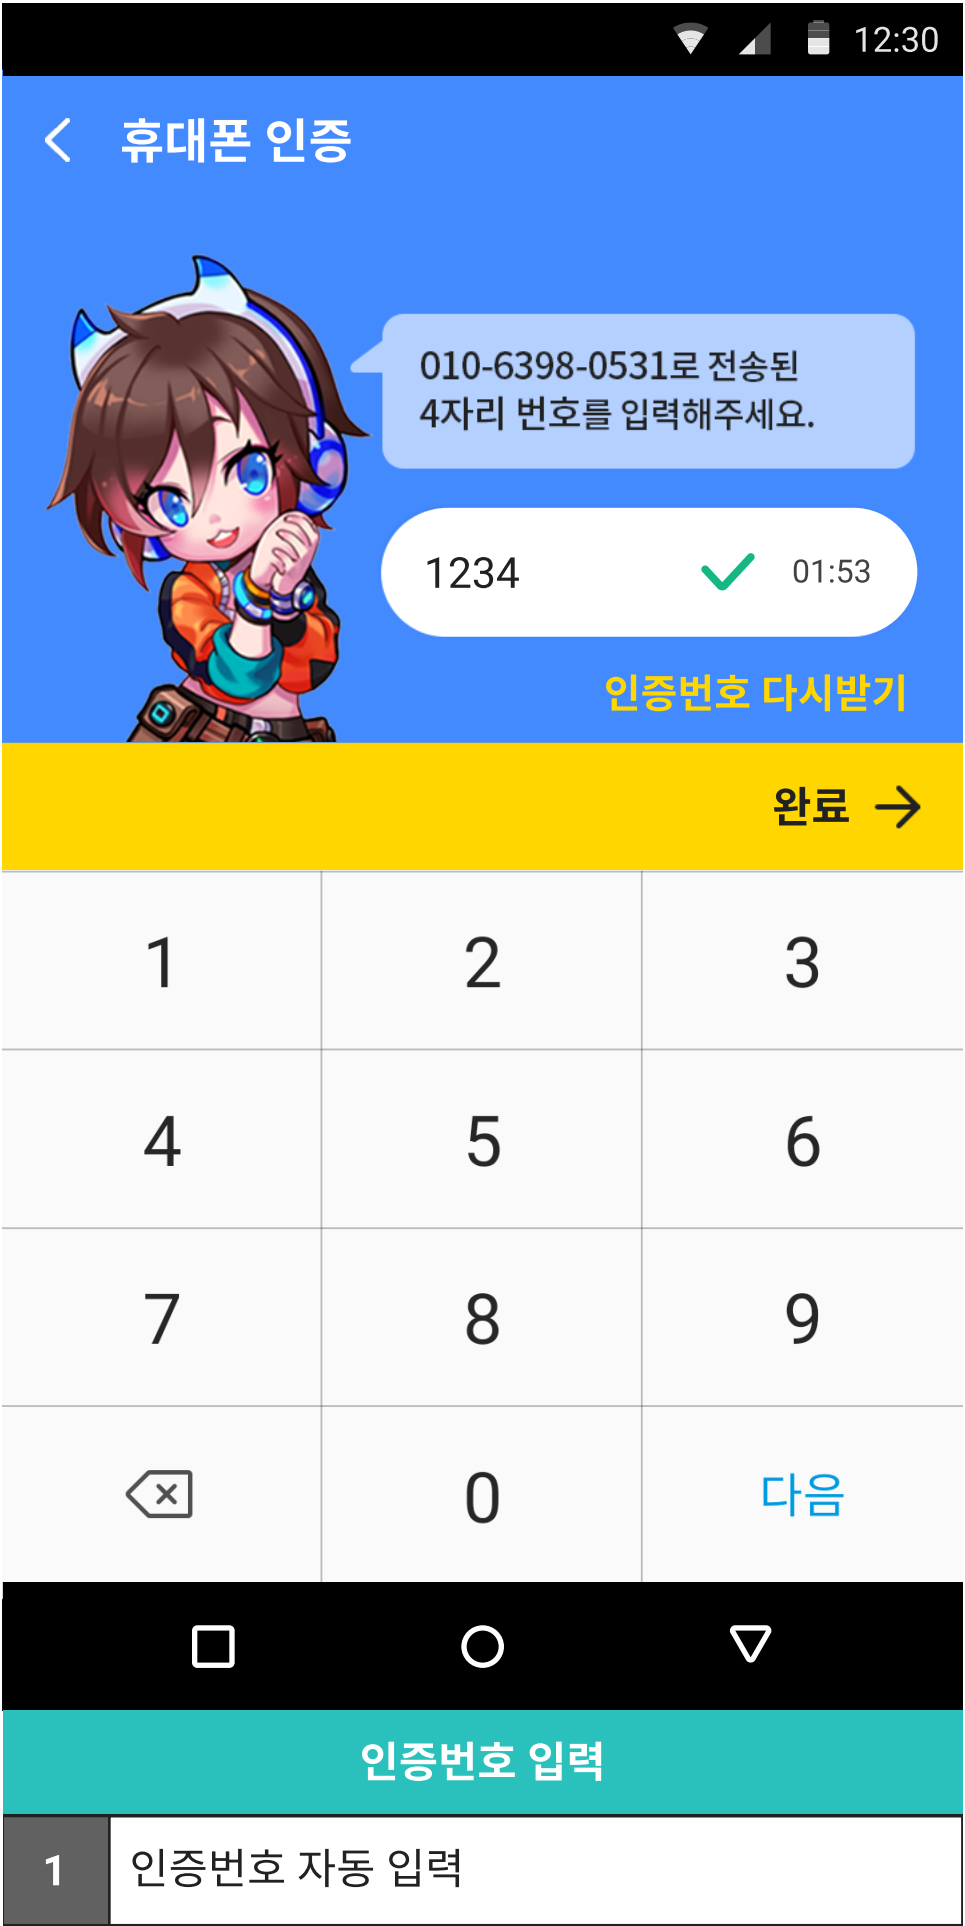 12:30
휴대폰 인증
010-6398-0531로 전송된
4자리 번호를 입력해주세요.
1234
01:53
인증번호 다시받기
완료
1 2 3
4 5 6
7 8 9
0 다음
인증번호 입력
1 인증번호 자동 입력